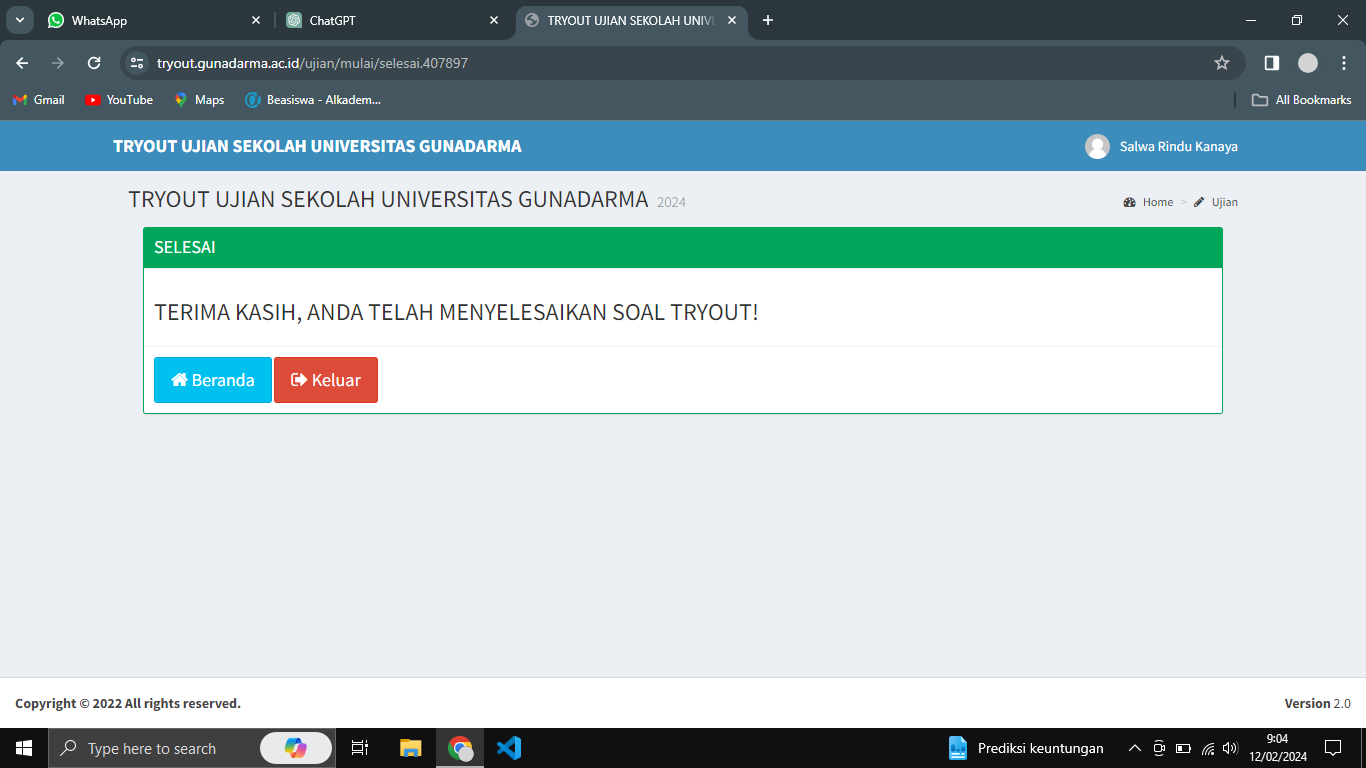 WhatsApp
ChatGPT
TRYOUT UJIAN SEKOLAH UNIVE
tryout.gunadarma.ac.id/ujian/mulai/selesai.407897
Gmail
YouTube
Maps
Beasiswa - Alkadem...
All Bookmarks
TRYOUT UJIAN SEKOLAH UNIVERSITAS GUNADARMA
Salwa Rindu Kanaya
TRYOUT UJIAN SEKOLAH UNIVERSITAS GUNADARMA 2024
Home > Ujian
SELESAI
TERIMA KASIH, ANDA TELAH MENYELESAIKAN SOAL TRYOUT!
Beranda
Keluar
Copyright © 2022 All rights reserved.
Version 2.0
Type here to search
Prediksi keuntungan
9:04
12/02/2024